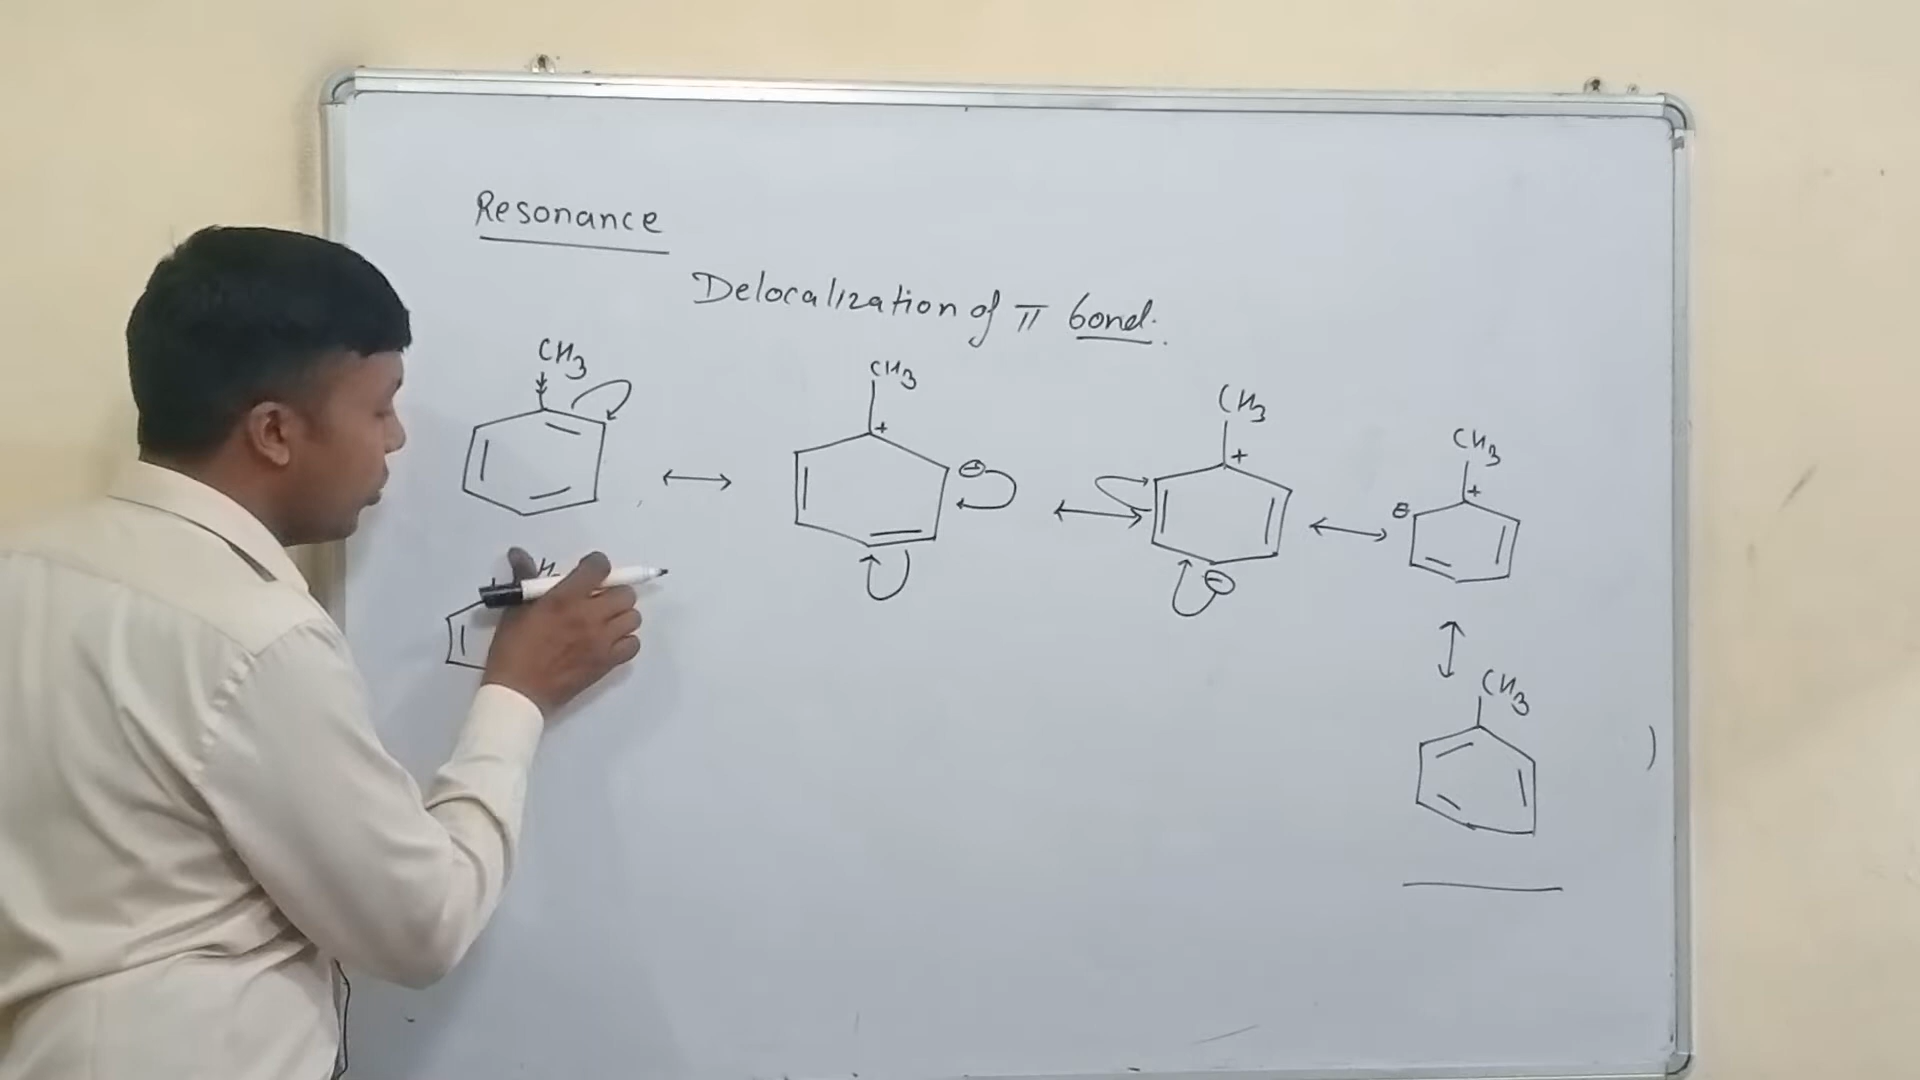 Resonance
Delocalization of π bond.
CH3
CH3
+
⊖
CH3
+
⊖
CH3
+
⊖
CH3